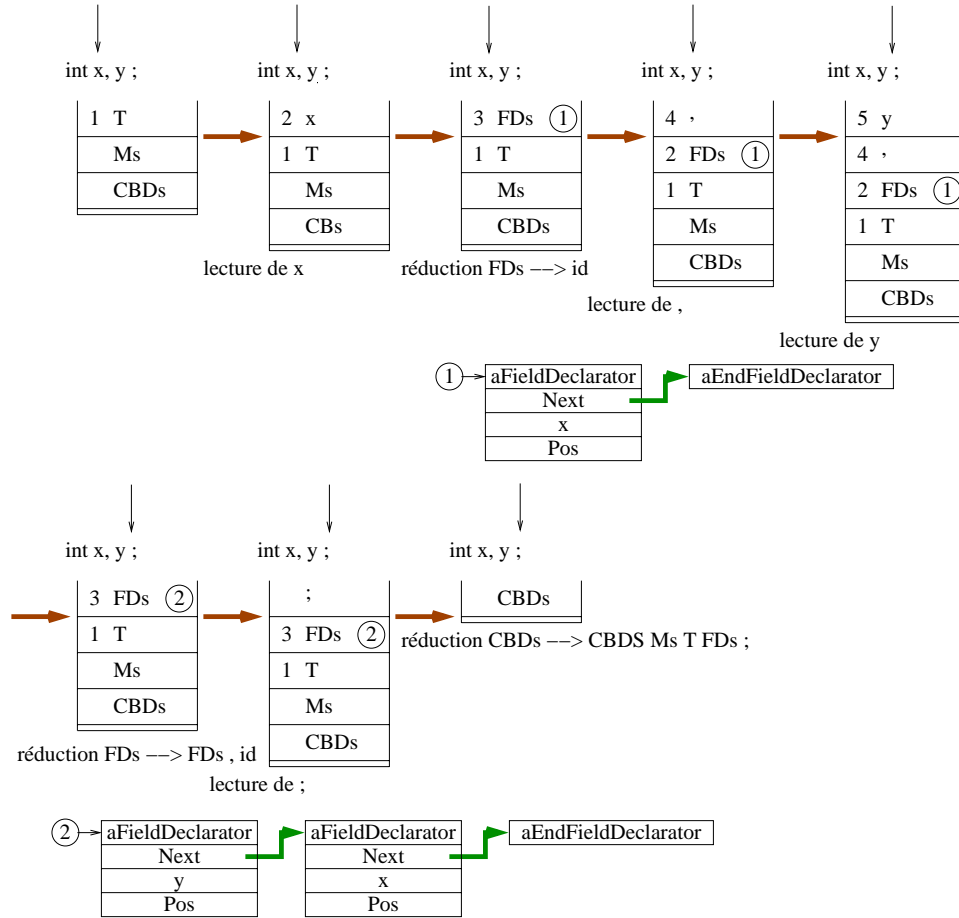 int x, y ;
int x, y ;
int x, y ;
int x, y ;
int x, y ;
1 T
Ms
CBDs
2 x
1 T
Ms
CBs
lecture de x
3 FDs 1
1 T
Ms
CBDs
réduction FDs −−> id
4 ,
2 FDs 1
1 T
Ms
CBDs
lecture de ,
5 y
4 ,
2 FDs 1
1 T
Ms
CBDs
lecture de y
1 aFieldDeclarator aEndFieldDeclarator
Next
x
Pos
int x, y ;
int x, y ;
int x, y ;
3 FDs 2
1 T
Ms
CBDs
réduction FDs −−> FDs , id
;
3 FDs 2
1 T
Ms
CBDs
lecture de ;
CBDs
réduction CBDs −−> CBDS Ms T FDs ;
2 aFieldDeclarator aFieldDeclarator aEndFieldDeclarator
Next Next
y x
Pos Pos